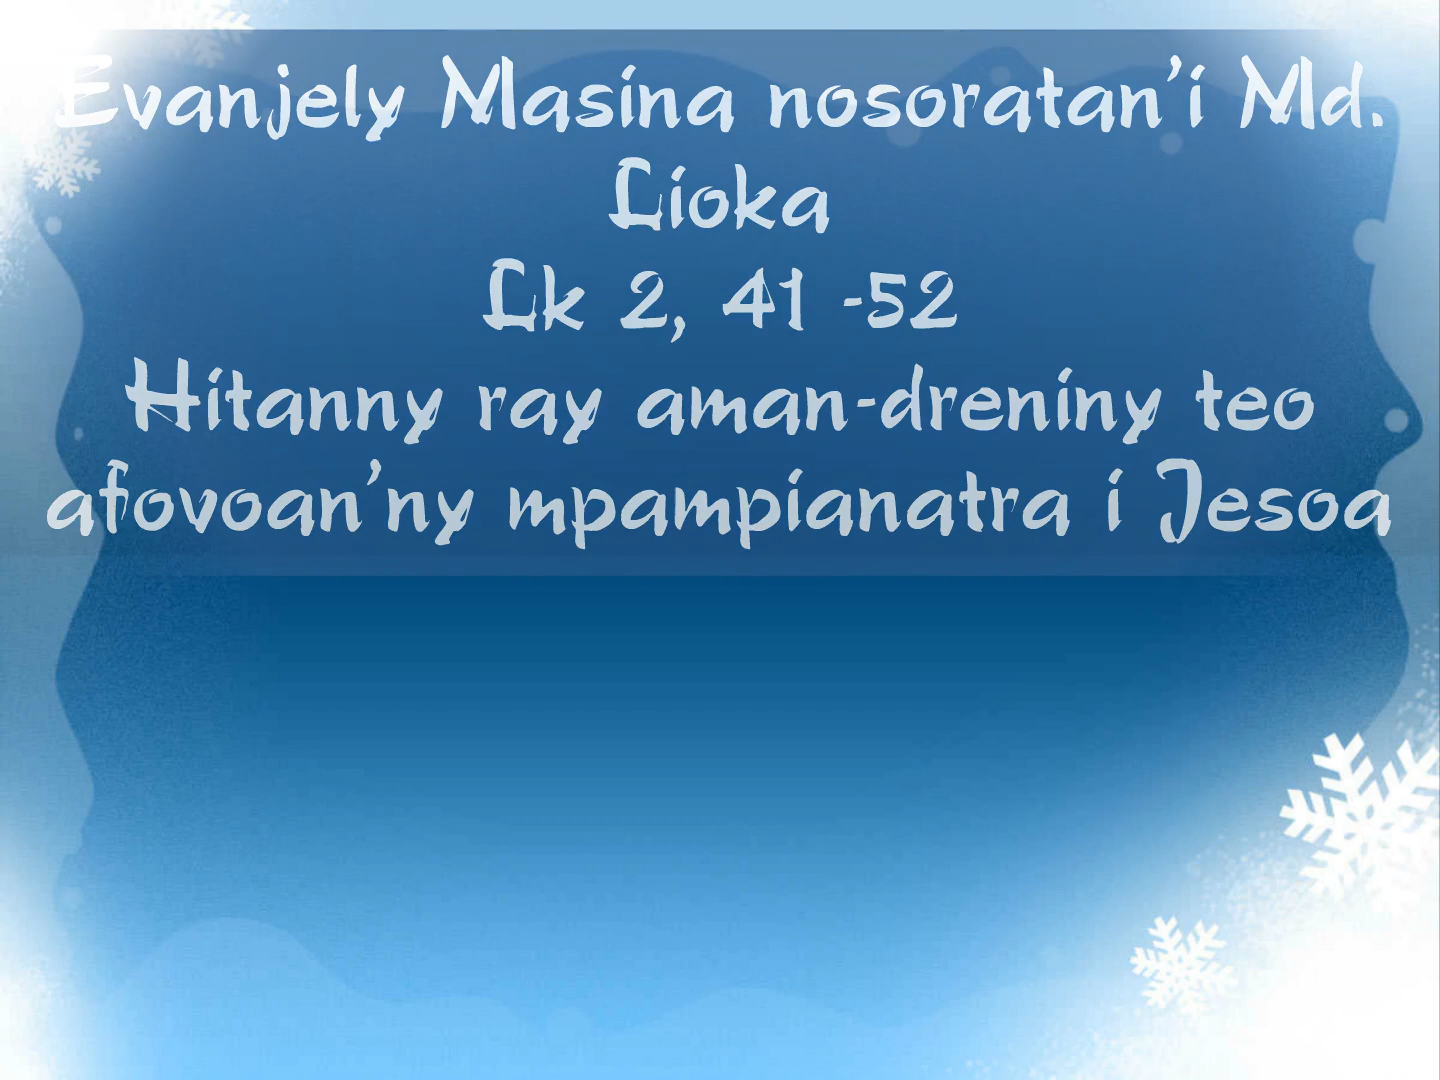 Evanjely Masina nosoratan'i Md.
Lioka
Lk 2, 41 -52
Hitanny ray aman-dreniny teo
afovoan'ny mpampianatra i Jesoa